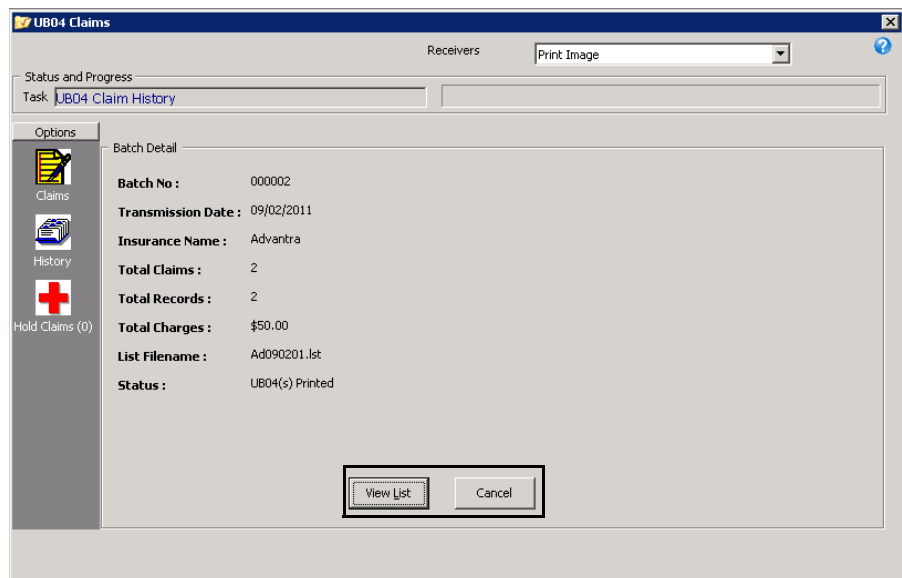 UB04 Claims
Receivers
Print Image
Status and Progress
Task UB04 Claim History
Options
Claims
History
Hold Claims (0)
Batch Detail
Batch No : 000002
Transmission Date : 09/02/2011
Insurance Name : Advantra
Total Claims : 2
Total Records : 2
Total Charges : $50.00
List Filename : Ad090201.lst
Status : UB04(s) Printed
View List
Cancel